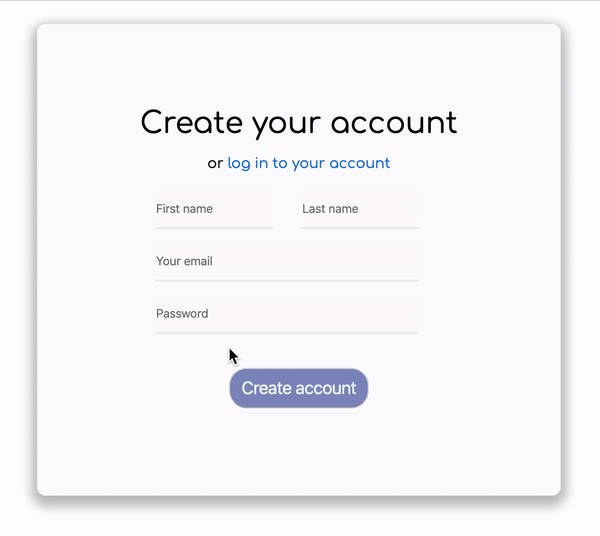 Create your account
or log in to your account
First name Last name
Your email
Password
Create account